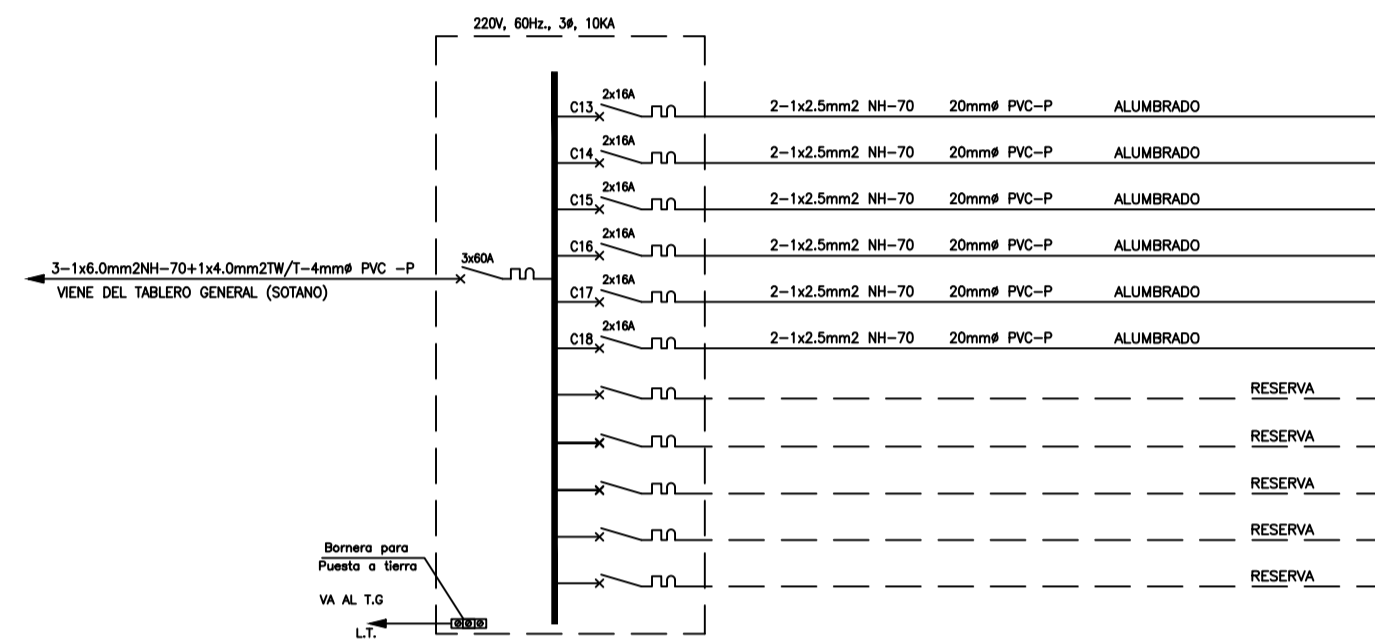 220V, 60Hz., 3ø, 10KA
C13 2x16A 2-1x2.5mm2 NH-70 20mmø PVC-P ALUMBRADO
C14 2x16A 2-1x2.5mm2 NH-70 20mmø PVC-P ALUMBRADO
C15 2x16A 2-1x2.5mm2 NH-70 20mmø PVC-P ALUMBRADO
C16 2x16A 2-1x2.5mm2 NH-70 20mmø PVC-P ALUMBRADO
3-1x6.0mm2NH-70+1x4.0mm2TW/T-4mmø PVC -P
3x60A
VIENE DEL TABLERO GENERAL (SOTANO)
C17 2x16A 2-1x2.5mm2 NH-70 20mmø PVC-P ALUMBRADO
C18 2x16A 2-1x2.5mm2 NH-70 20mmø PVC-P ALUMBRADO
RESERVA
RESERVA
RESERVA
RESERVA
RESERVA
Bornera para
Puesta a tierra
VA AL T.G
L.T.